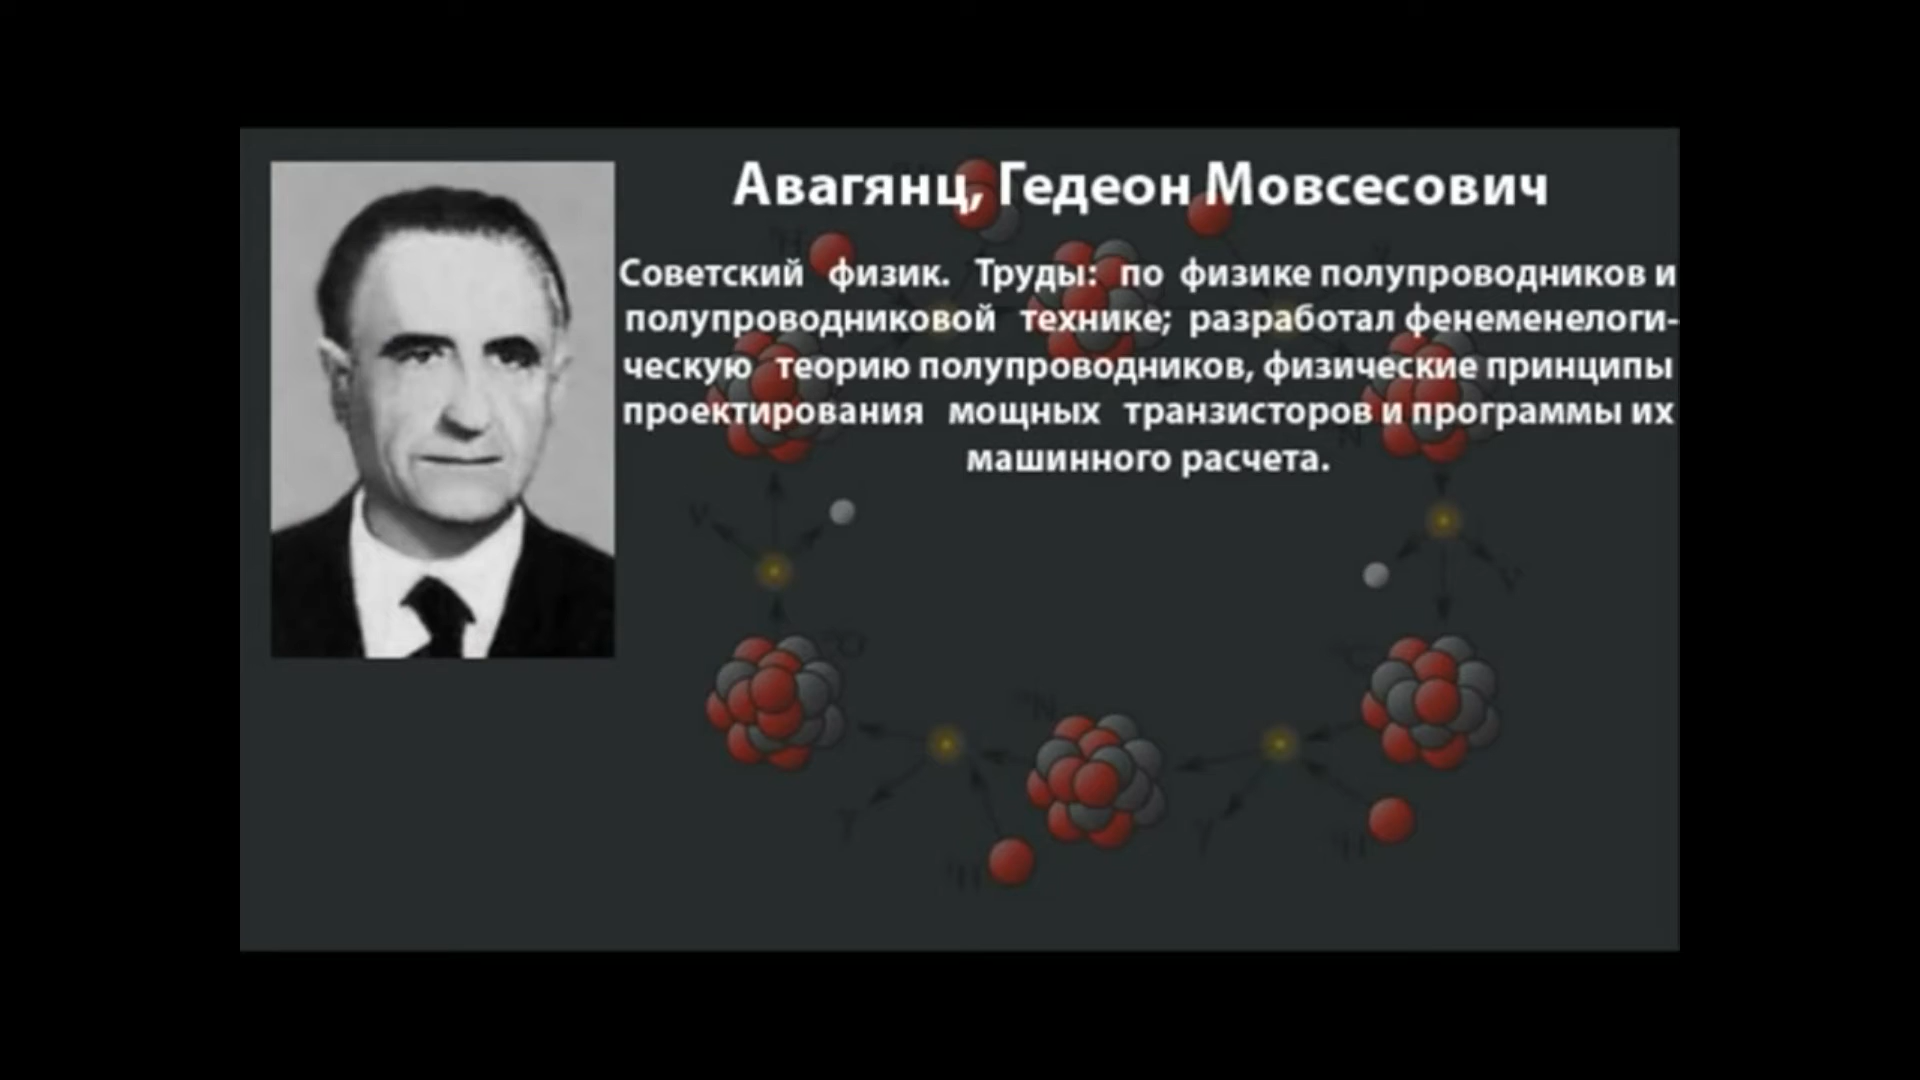 Авагянц, Гедеон Мовсесович
Советский физик. Труды: по физике полупроводников и
полупроводниковой технике; разработал фенеменелоги-
ческую теорию полупроводников, физические принципы
проектирования мощных транзисторов и программы их
машинного расчета.